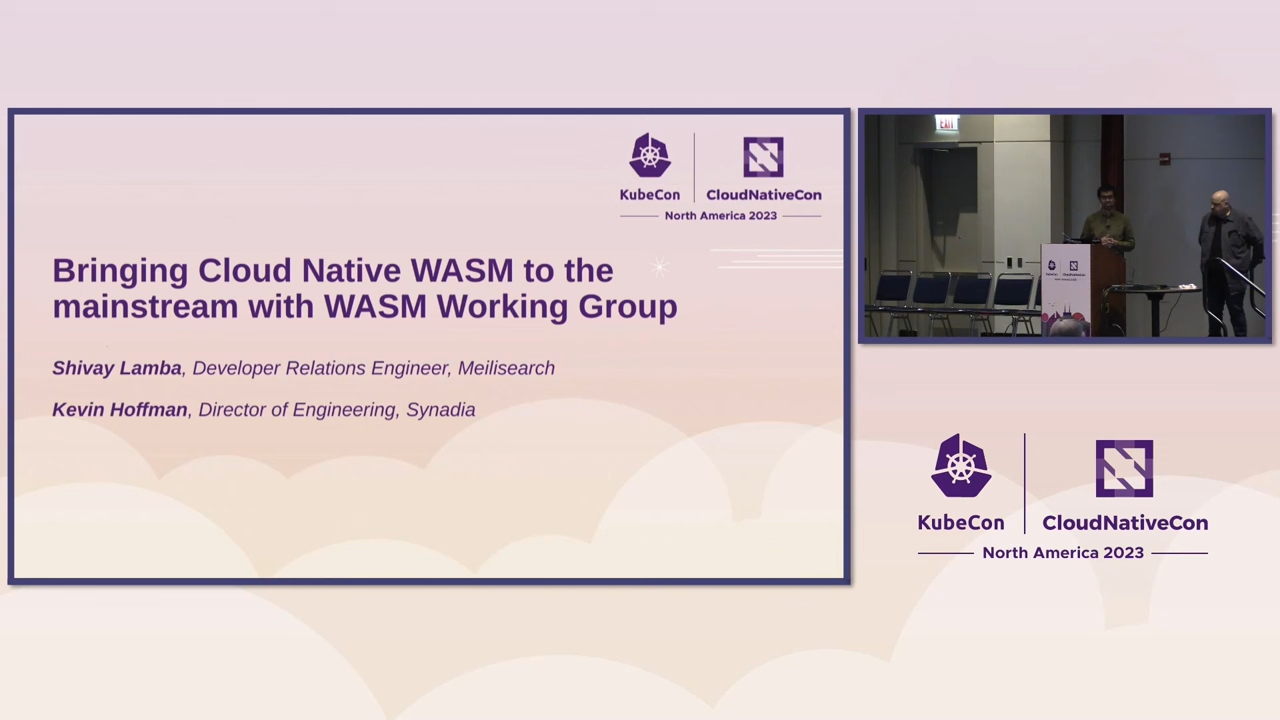 KubeCon
CloudNativeCon
North America 2023
Bringing Cloud Native WASM to the
mainstream with WASM Working Group
Shivay Lamba, Developer Relations Engineer, Meilisearch
Kevin Hoffman, Director of Engineering, Synadia
EXIT
KubeCon
CloudNativeCon
North America 2023